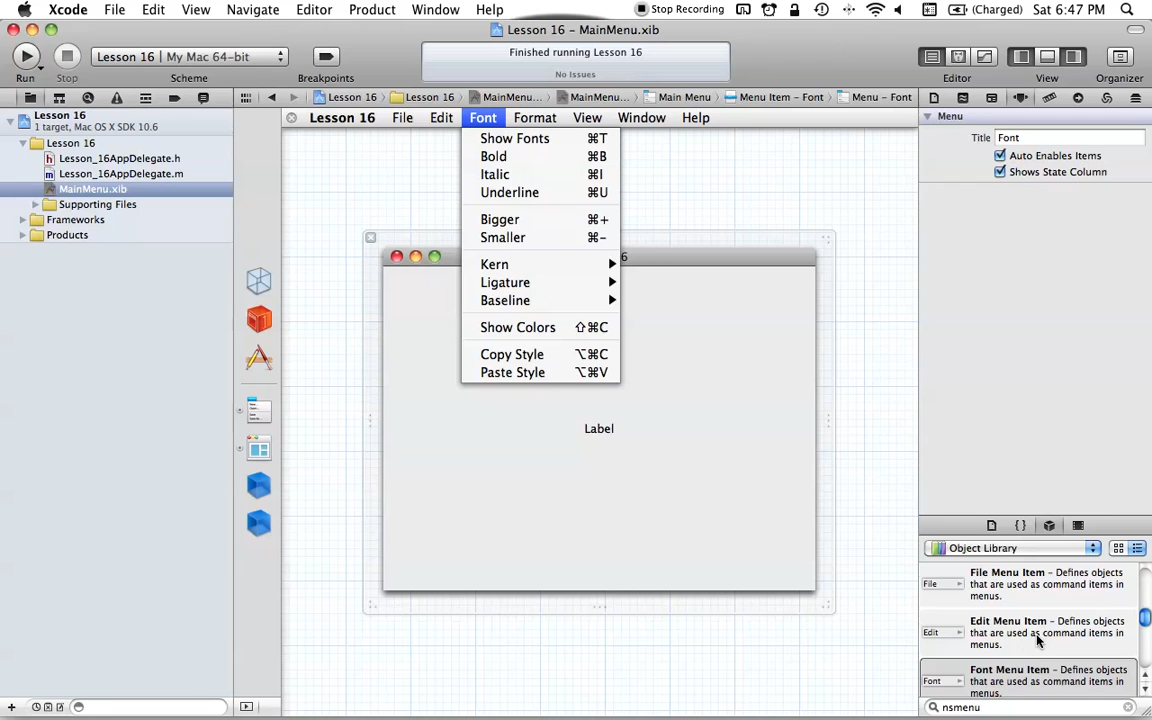 Xcode File Edit View Navigate Editor Product Window Help Stop Recording (Charged) Sat 6:47 PM
Lesson 16 – MainMenu.xib
Lesson 16 | My Mac 64-bit
Finished running Lesson 16
No Issues
Run Stop Scheme Breakpoints Editor View Organizer
Lesson 16 Lesson 16 MainMenu... MainMenu... Main Menu Menu Item – Font Menu – Font
Lesson 16
1 target, Mac OS X SDK 10.6
Lesson 16
Lesson_16AppDelegate.h
Lesson_16AppDelegate.m
MainMenu.xib
Supporting Files
Frameworks
Products
Lesson 16 File Edit Font Format View Window Help
Show Fonts ⌘T
Bold ⌘B
Italic ⌘I
Underline ⌘U
Bigger ⌘+
Smaller ⌘-
Kern
Ligature
Baseline
Show Colors ⇧⌘C
Copy Style ⌥⌘C
Paste Style ⌥⌘V
6
Label
Menu
Title Font
Auto Enables Items
Shows State Column
Object Library
File
File Menu Item – Defines objects
that are used as command items in
menus.
Edit
Edit Menu Item – Defines objects
that are used as command items in
menus.
Font
Font Menu Item – Defines objects
that are used as command items in
menus.
nsmenu